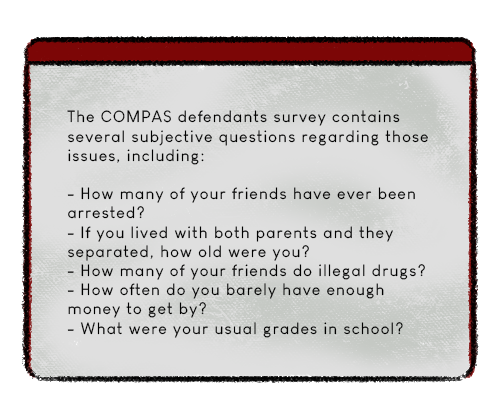 The COMPAS defendants survey contains
several subjective questions regarding those
issues, including:
- How many of your friends have ever been
arrested?
- If you lived with both parents and they
separated, how old were you?
- How many of your friends do illegal drugs?
- How often do you barely have enough
money to get by?
- What were your usual grades in school?